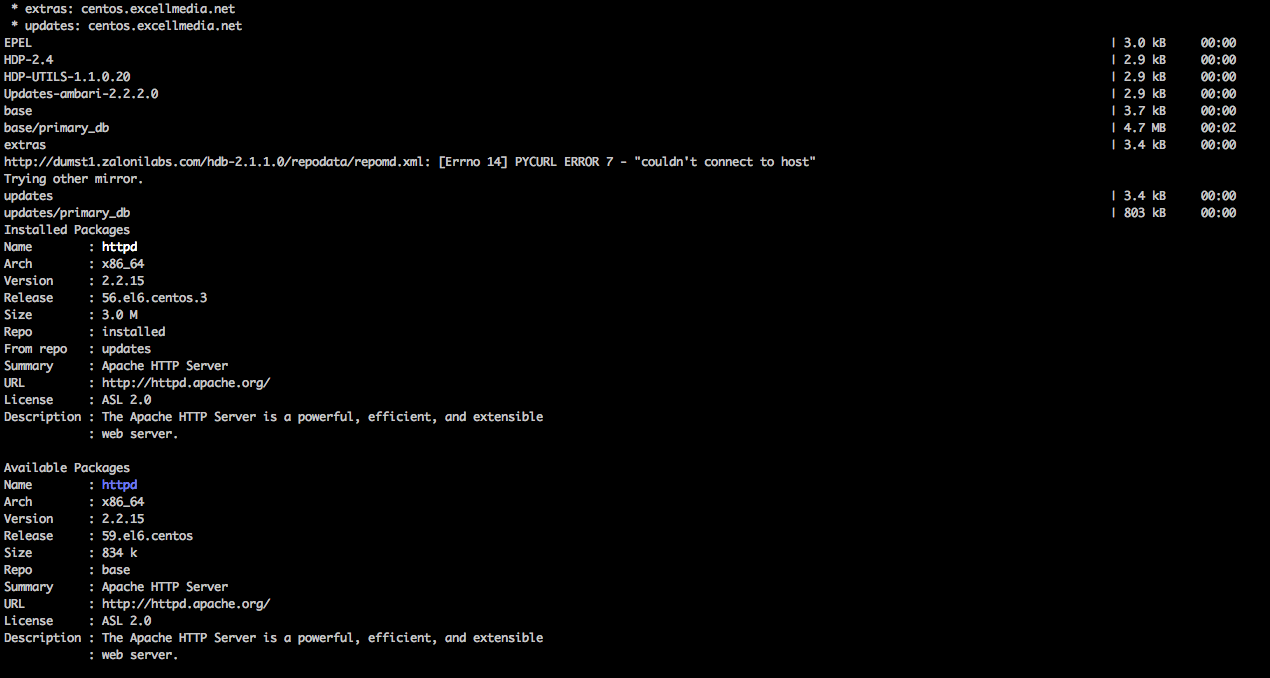 * extras: centos.excellmedia.net
* updates: centos.excellmedia.net
EPEL | 3.0 kB 00:00
HDP-2.4 | 2.9 kB 00:00
HDP-UTILS-1.1.0.20 | 2.9 kB 00:00
Updates-ambari-2.2.2.0 | 2.9 kB 00:00
base | 3.7 kB 00:00
base/primary_db | 4.7 MB 00:02
extras | 3.4 kB 00:00
http://dumst1.zalonilabs.com/hdb-2.1.1.0/repodata/repomd.xml: [Errno 14] PYCURL ERROR 7 - "couldn't connect to host"
Trying other mirror.
updates | 3.4 kB 00:00
updates/primary_db | 803 kB 00:00
Installed Packages
Name : httpd
Arch : x86_64
Version : 2.2.15
Release : 56.el6.centos.3
Size : 3.0 M
Repo : installed
From repo : updates
Summary : Apache HTTP Server
URL : http://httpd.apache.org/
License : ASL 2.0
Description : The Apache HTTP Server is a powerful, efficient, and extensible
: web server.
Available Packages
Name : httpd
Arch : x86_64
Version : 2.2.15
Release : 59.el6.centos
Size : 834 k
Repo : base
Summary : Apache HTTP Server
URL : http://httpd.apache.org/
License : ASL 2.0
Description : The Apache HTTP Server is a powerful, efficient, and extensible
: web server.